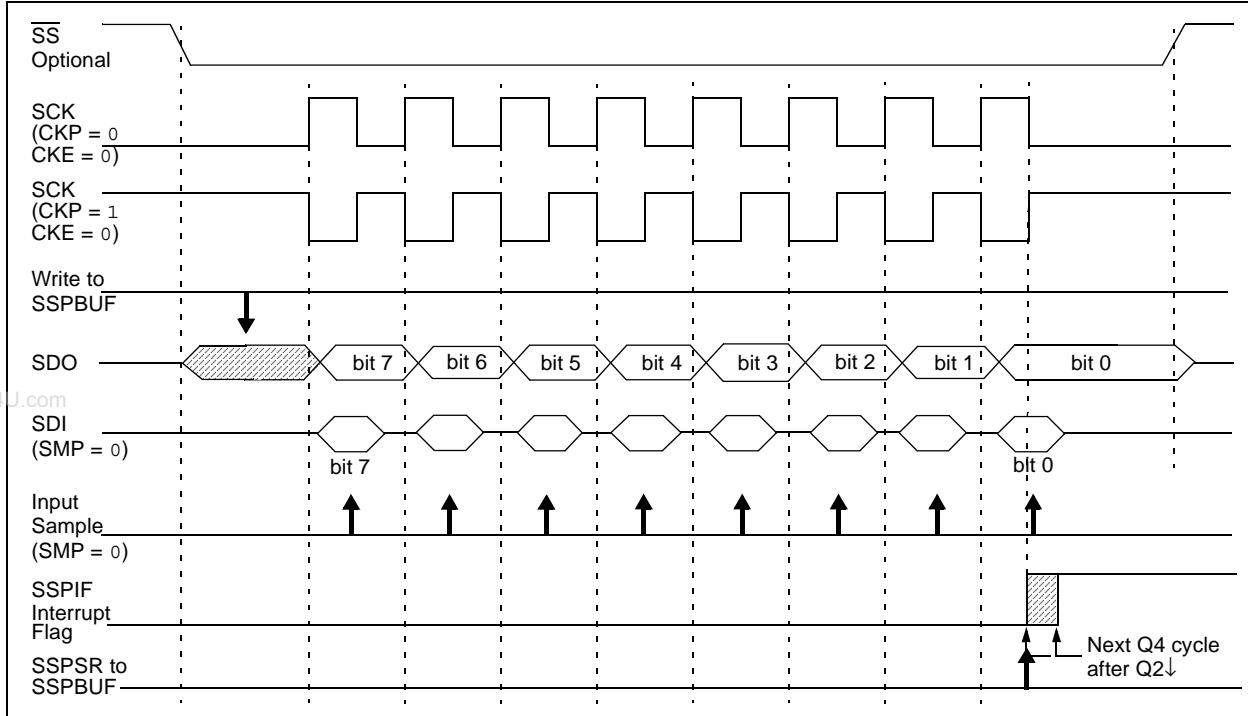 SS
Optional
SCK
(CKP = 0
CKE = 0)
SCK
(CKP = 1
CKE = 0)
Write to
SSPBUF
SDO
bit 7
bit 6
bit 5
bit 4
bit 3
bit 2
bit 1
bit 0
4U.com
SDI
(SMP = 0)
bit 7
bit 0
Input
Sample
(SMP = 0)
SSPIF
Interrupt
Flag
Next Q4 cycle
after Q2↓
SSPSR to
SSPBUF